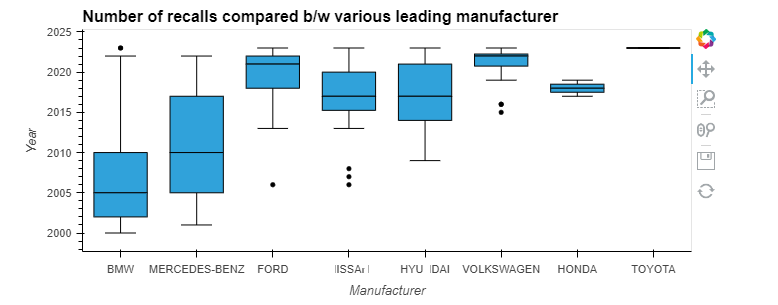 Number of recalls compared b/w various leading manufacturer
2025
2020
2015
2010
2005
2000
Year
BMW MERCEDES-BENZ FORD VOLKSWAGEN HONDA TOYOTA
Manufacturer